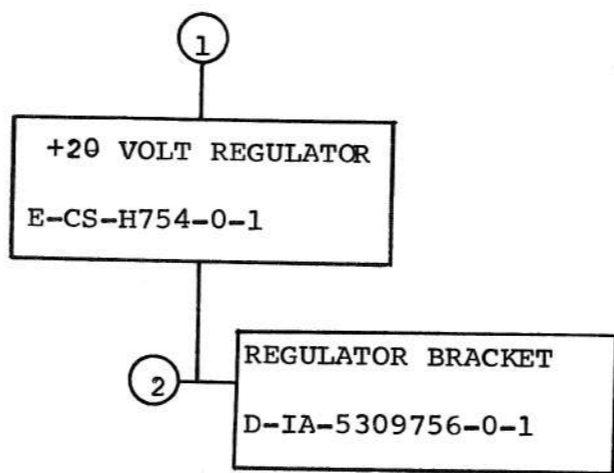 1
+20 VOLT REGULATOR
E-CS-H754-0-1
REGULATOR BRACKET
2
D-IA-5309756-0-1